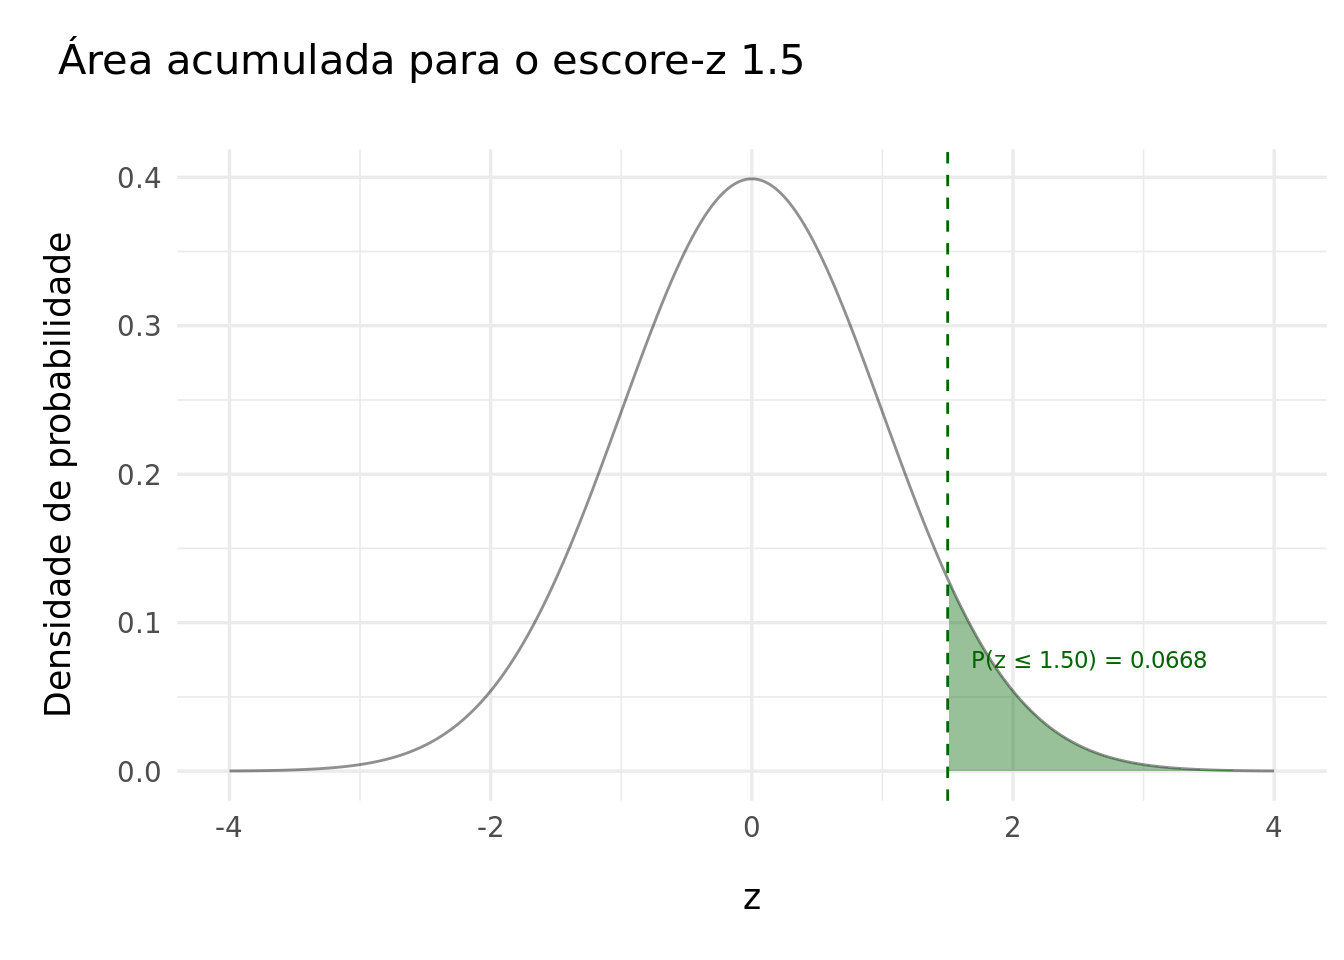 Área acumulada para o escore-z 1.5
Densidade de probabilidade
0.4
0.3
0.2
0.1
0.0
P(z ≤ 1.50) = 0.0668
-4 -2 0 2 4
z